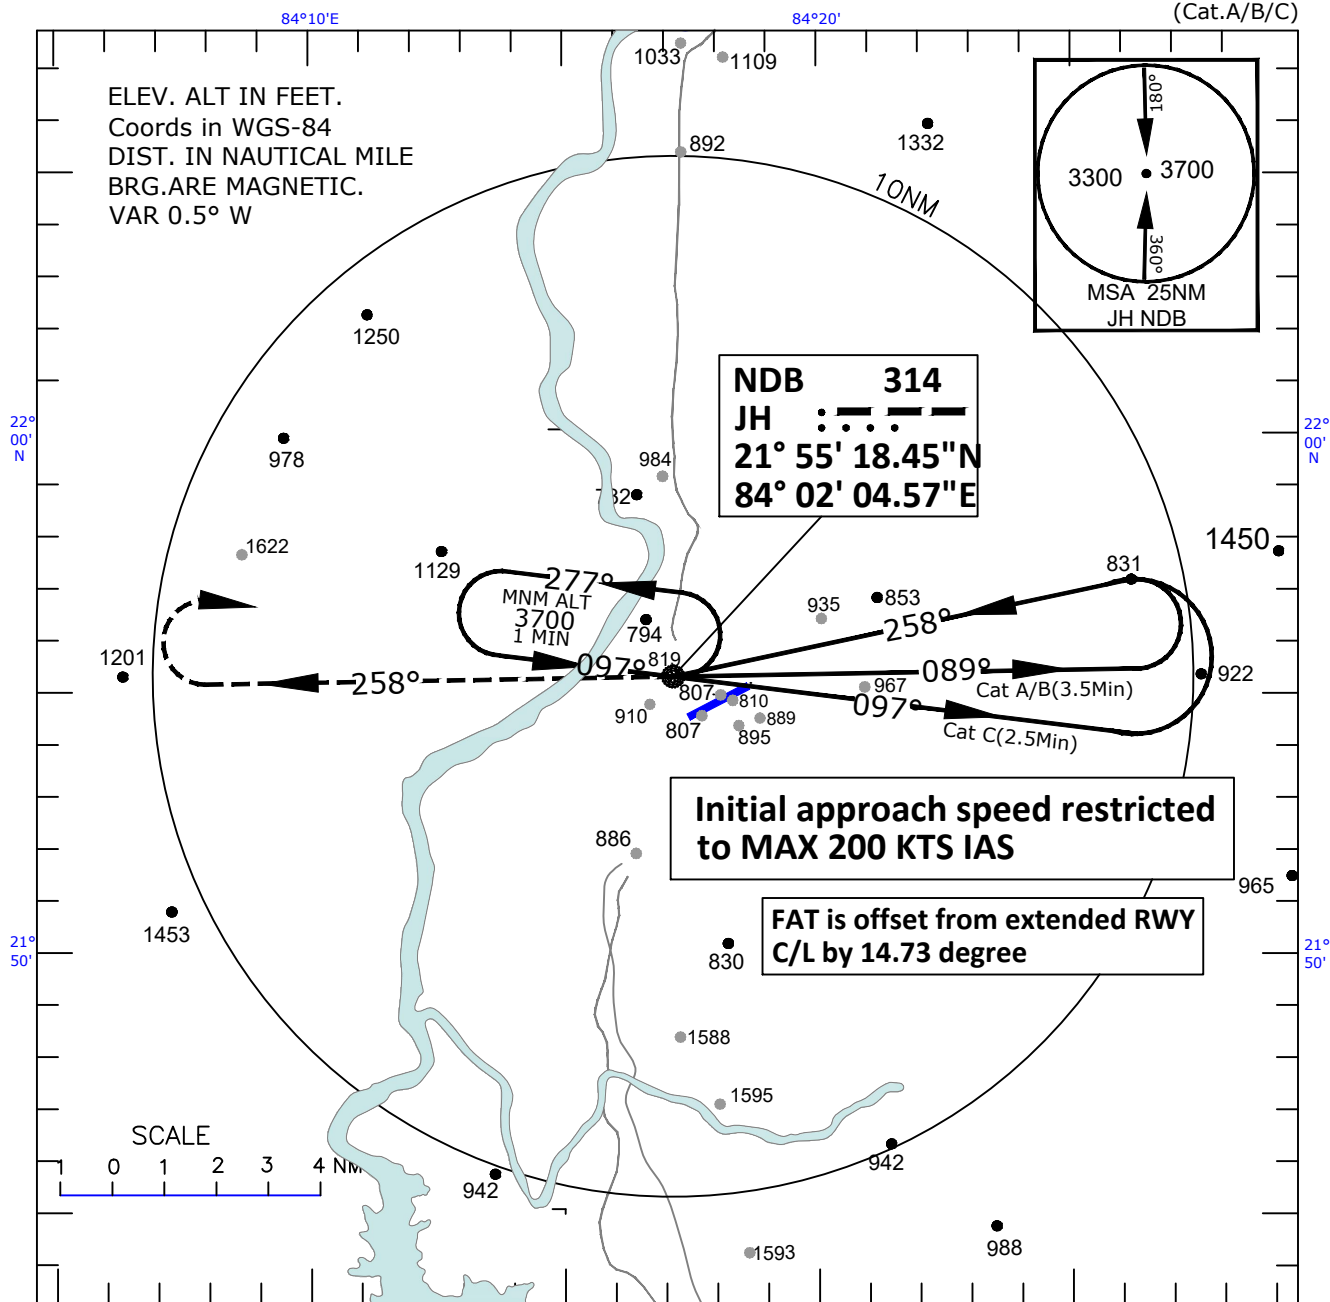 (Cat.A/B/C)
84°10'E
84°20'
1033
1109
ELEV. ALT IN FEET.
Coords in WGS-84
DIST. IN NAUTICAL MILE
BRG.ARE MAGNETIC.
VAR 0.5° W
892
1332
10NM
180°
3300
3700
360°
MSA 25NM
JH NDB
1250
NDB 314
JH
21° 55' 18.45"N
84° 02' 04.57"E
22°
00'
N
22°
00'
N
978
984
1622
1129
1450
831
277°
MNM ALT
3700
1 MIN
794
935
853
258°
1201
258°
097°
819
089°
Cat A/B(3.5Min)
922
967
097°
Cat C(2.5Min)
807
810
910
807
889
895
Initial approach speed restricted
to MAX 200 KTS IAS
886
965
FAT is offset from extended RWY
C/L by 14.73 degree
1453
830
21°
50'
21°
50'
1588
1595
SCALE
1 0 1 2 3 4 NM
942
942
988
1593